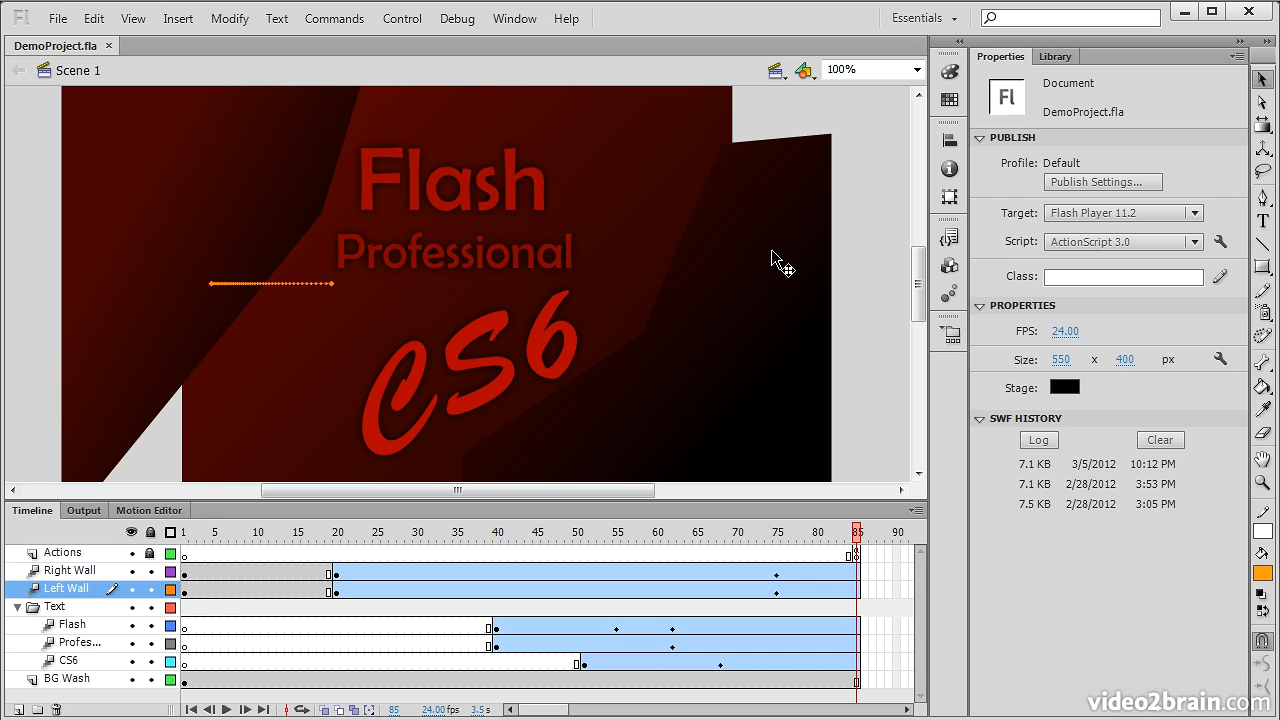 Fl File Edit View Insert Modify Text Commands Control Debug Window Help Essentials
DemoProject.fla ×
Scene 1 100%
Flash
Professional
CS6
Properties Library
Fl
Document
DemoProject.fla
PUBLISH
Profile: Default
Publish Settings...
Target: Flash Player 11.2
Script: ActionScript 3.0
Class:
PROPERTIES
FPS: 24.00
Size: 550 x 400 px
Stage:
SWF HISTORY
Log Clear
7.1 KB 3/5/2012 10:12 PM
7.1 KB 2/28/2012 3:53 PM
7.5 KB 2/28/2012 3:05 PM
Timeline Output Motion Editor
1 5 10 15 20 25 30 35 40 45 50 55 60 65 70 75 80 85 90
Actions
Right Wall
Left Wall
Text
Flash
Profes...
CS6
BG Wash
85 24.00 fps 3.5 s
video2brain.com